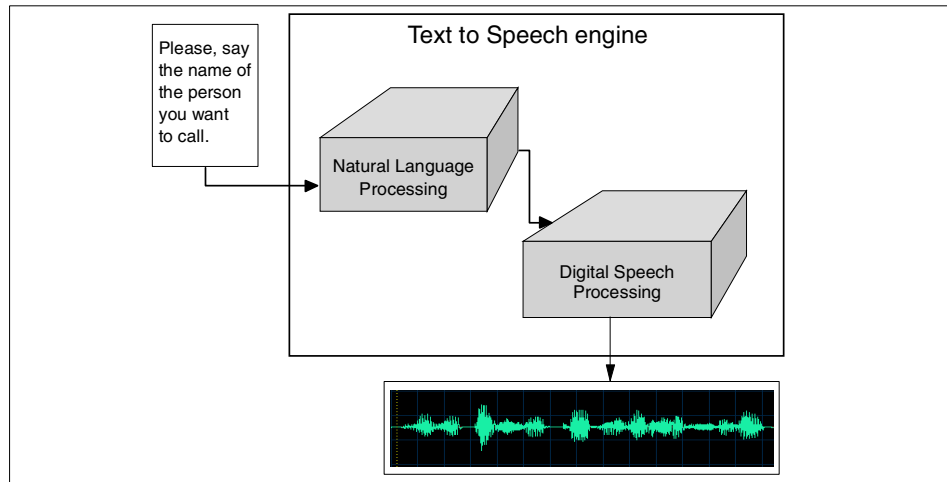 Text to Speech engine
Please, say
the name of
the person
you want
to call.
Natural Language
Processing
Digital Speech
Processing